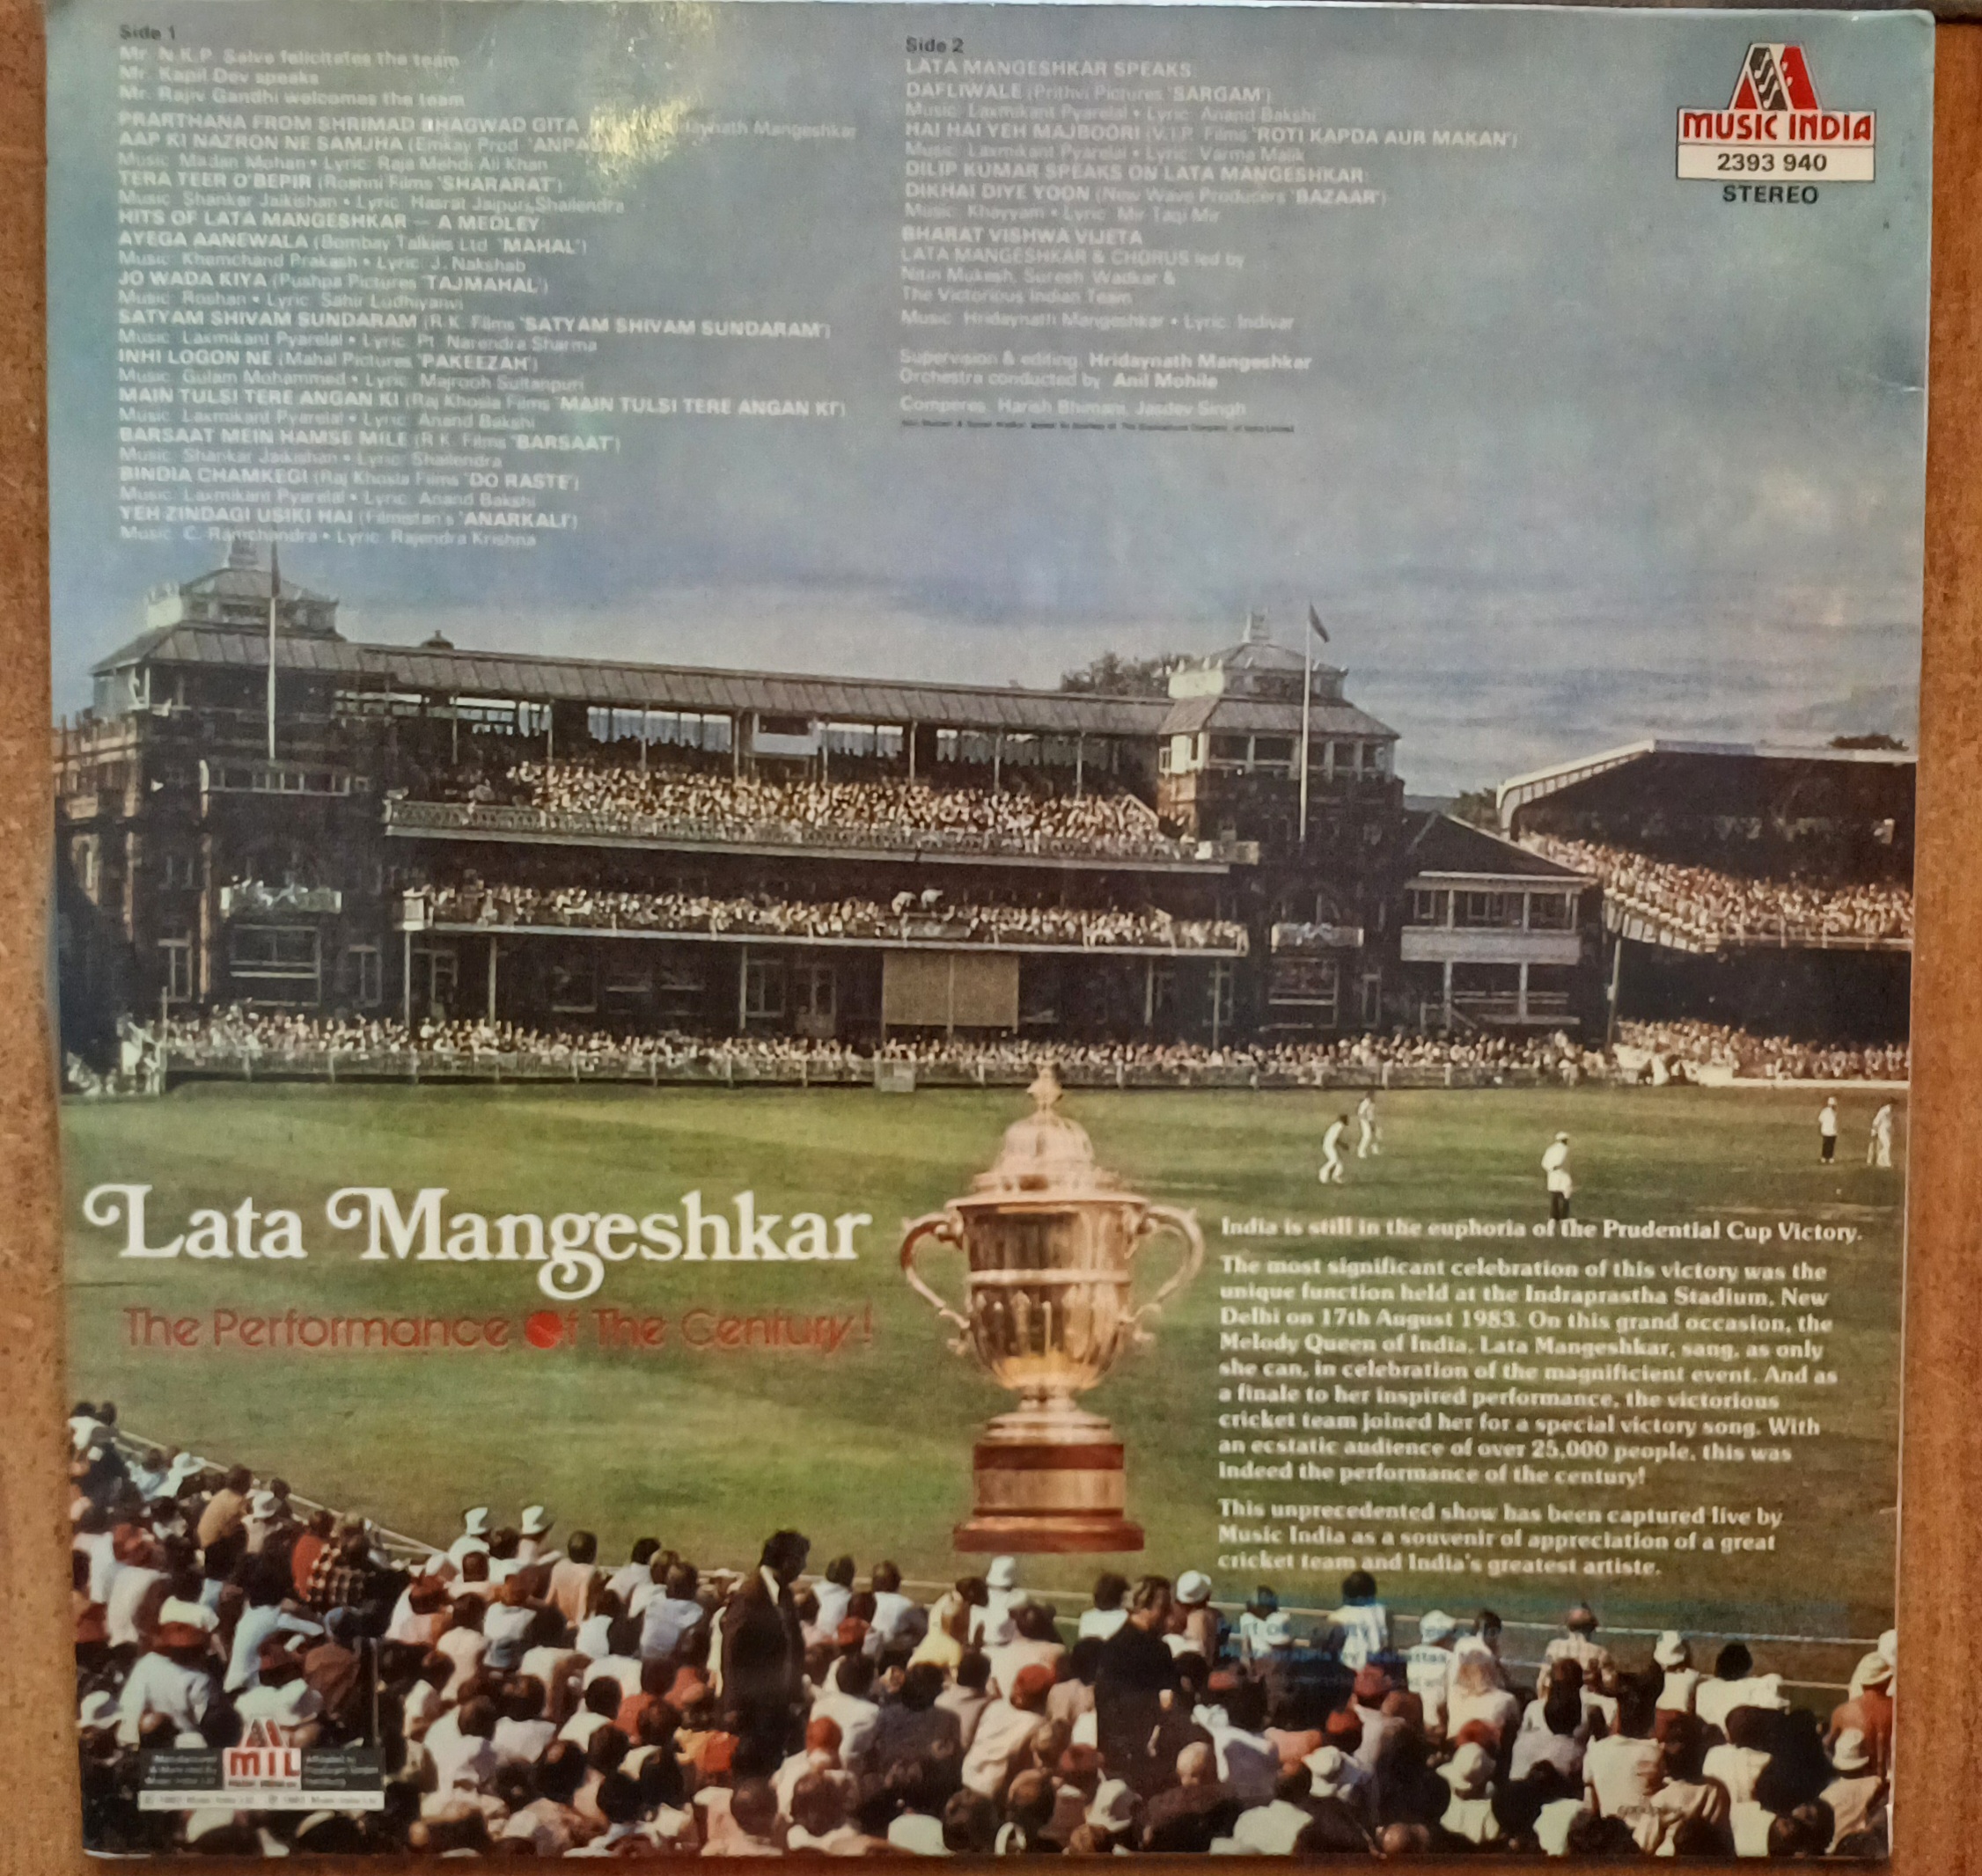 Side 1
Mr. N.K.P. Salve felicitates the team
Mr. Kapil Dev speaks
Mr. Rajiv Gandhi welcomes the team
PRARTHANA FROM SHRIMAD BHAGWAD GITA Hridaynath Mangeshkar
AAP KI NAZRON NE SAMJHA (Emkay Prod.
Music: Madan Mohan • Lyric: Raja Mehdi Ali Khan
TERA TEER O'BEPIR (Roshni Films 'SHARARAT')
Music: Shankar Jaikishan • Lyric: Hasrat Jaipuri, Shailendra
HITS OF LATA MANGESHKAR — A MEDLEY
AYEGA AANEWALA (Bombay Talkies Ltd. 'MAHAL')
Music: Khemchand Prakash • Lyric: J. Nakshab
JO WADA KIYA (Pushpa Pictures 'TAJMAHAL')
Music: Roshan • Lyric: Sahir Ludhiyanvi
SATYAM SHIVAM SUNDARAM (R.K. Films 'SATYAM SHIVAM SUNDARAM')
Music: Laxmikant Pyarelal • Lyric: Pt. Narendra Sharma
INHI LOGON NE (Mahal Pictures 'PAKEEZAH')
Music: Gulam Mohammed • Lyric: Majrooh Sultanpuri
MAIN TULSI TERE ANGAN KI (Raj Khosla Films 'MAIN TULSI TERE ANGAN KI')
Music: Laxmikant Pyarelal • Lyric: Anand Bakshi
BARSAAT MEIN HAMSE MILE (R.K. Films 'BARSAAT')
Music: Shankar Jaikishan • Lyric: Shailendra
BINDIA CHAMKEGI (Raj Khosla Films 'DO RASTE')
Music: Laxmikant Pyarelal • Lyric: Anand Bakshi
YEH ZINDAGI USIKI HAI (Filmistan's 'ANARKALI')
Music: C. Ramchandra • Lyric: Rajendra Krishna
Side 2
LATA MANGESHKAR SPEAKS
DAFLIWALE (Prithvi Pictures 'SARGAM')
Music: Laxmikant Pyarelal • Lyric: Anand Bakshi
HAI HAI YEH MAJBOORI (V.I.P. Films 'ROTI KAPDA AUR MAKAN')
Music: Laxmikant Pyarelal • Lyric: Varma Malik
DILIP KUMAR SPEAKS ON LATA MANGESHKAR
DIKHAI DIYE YOON (New Wave Producers 'BAZAAR')
Music: Khayyam • Lyric: Mir Taqi Mir
BHARAT VISHWA VIJETA
LATA MANGESHKAR & CHORUS led by
Nitin Mukesh, Suresh Wadkar &
The Victorious Indian Team
Music: Hridaynath Mangeshkar • Lyric: Indivar
Supervision & editing: Hridaynath Mangeshkar
Orchestra conducted by: Anil Mohile
Comperes: Harish Bhimani, Jasdev Singh
MUSIC INDIA
2393 940
STEREO
Lata Mangeshkar
The Performance Of The Century!
India is still in the euphoria of the Prudential Cup Victory.
The most significant celebration of this victory was the
unique function held at the Indraprastha Stadium, New
Delhi on 17th August 1983. On this grand occasion, the
Melody Queen of India, Lata Mangeshkar, sang, as only
she can, in celebration of the magnificient event. And as
a finale to her inspired performance, the victorious
cricket team joined her for a special victory song. With
an ecstatic audience of over 25,000 people, this was
indeed the performance of the century!
This unprecedented show has been captured live by
Music India as a souvenir of appreciation of a great
cricket team and India's greatest artiste.
Photographs by
MIL